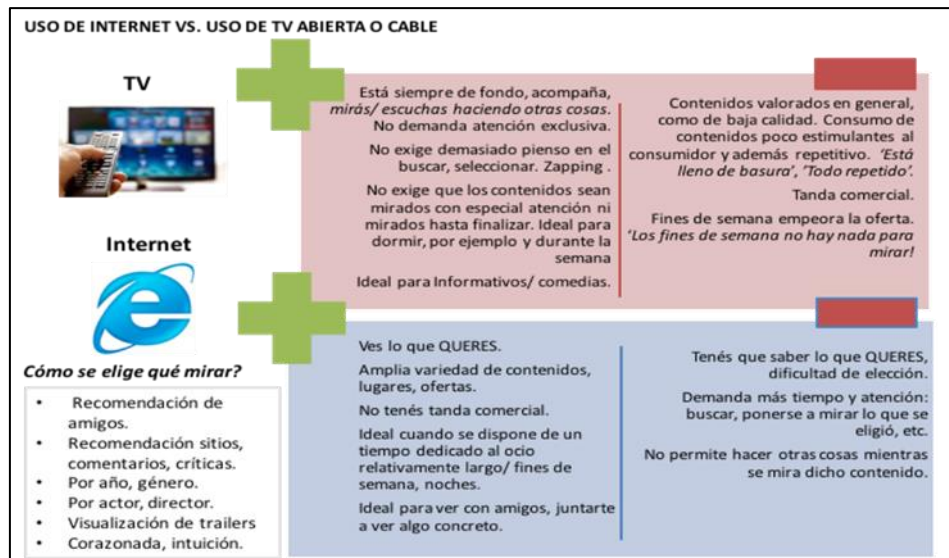 USO DE INTERNET VS. USO DE TV ABIERTA O CABLE
TV
Está siempre de fondo, acompaña,
mirás/ escuchas haciendo otras cosas.
No demanda atención exclusiva.
No exige demasiado pienso en el
buscar, seleccionar. Zapping .
No exige que los contenidos sean
mirados con especial atención ni
mirados hasta finalizar. Ideal para
dormir, por ejemplo y durante la
semana
Ideal para Informativos/ comedias.
Contenidos valorados en general,
como de baja calidad. Consumo de
contenidos poco estimulantes al
consumidor y además repetitivo. 'Está
lleno de basura', 'Todo repetido'.
Tanda comercial.
Fines de semana empeora la oferta.
'Los fines de semana no hay nada para
mirar!
Internet
Cómo se elige qué mirar?
• Recomendación de
amigos.
• Recomendación sitios,
comentarios, críticas.
• Por año, género.
• Por actor, director.
• Visualización de trailers
• Corazonada, intuición.
Ves lo que QUERES.
Amplia variedad de contenidos,
lugares, ofertas.
No tenés tanda comercial.
Ideal cuando se dispone de un
tiempo dedicado al ocio
relativamente largo/ fines de
semana, noches.
Ideal para ver con amigos, juntarte
a ver algo concreto.
Tenés que saber lo que QUERES,
dificultad de elección.
Demanda más tiempo y atención:
buscar, ponerse a mirar lo que se
eligió, etc.
No permite hacer otras cosas mientras
se mira dicho contenido.